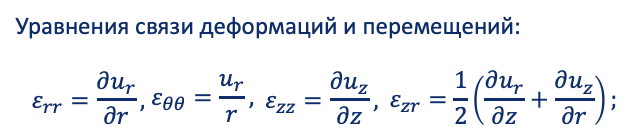 Уравнения связи деформаций и перемещений:
ε_rr = ∂u_r/∂r, ε_θθ = u_r/r, ε_zz = ∂u_z/∂z, ε_zr = 1/2(∂u_r/∂z + ∂u_z/∂r);